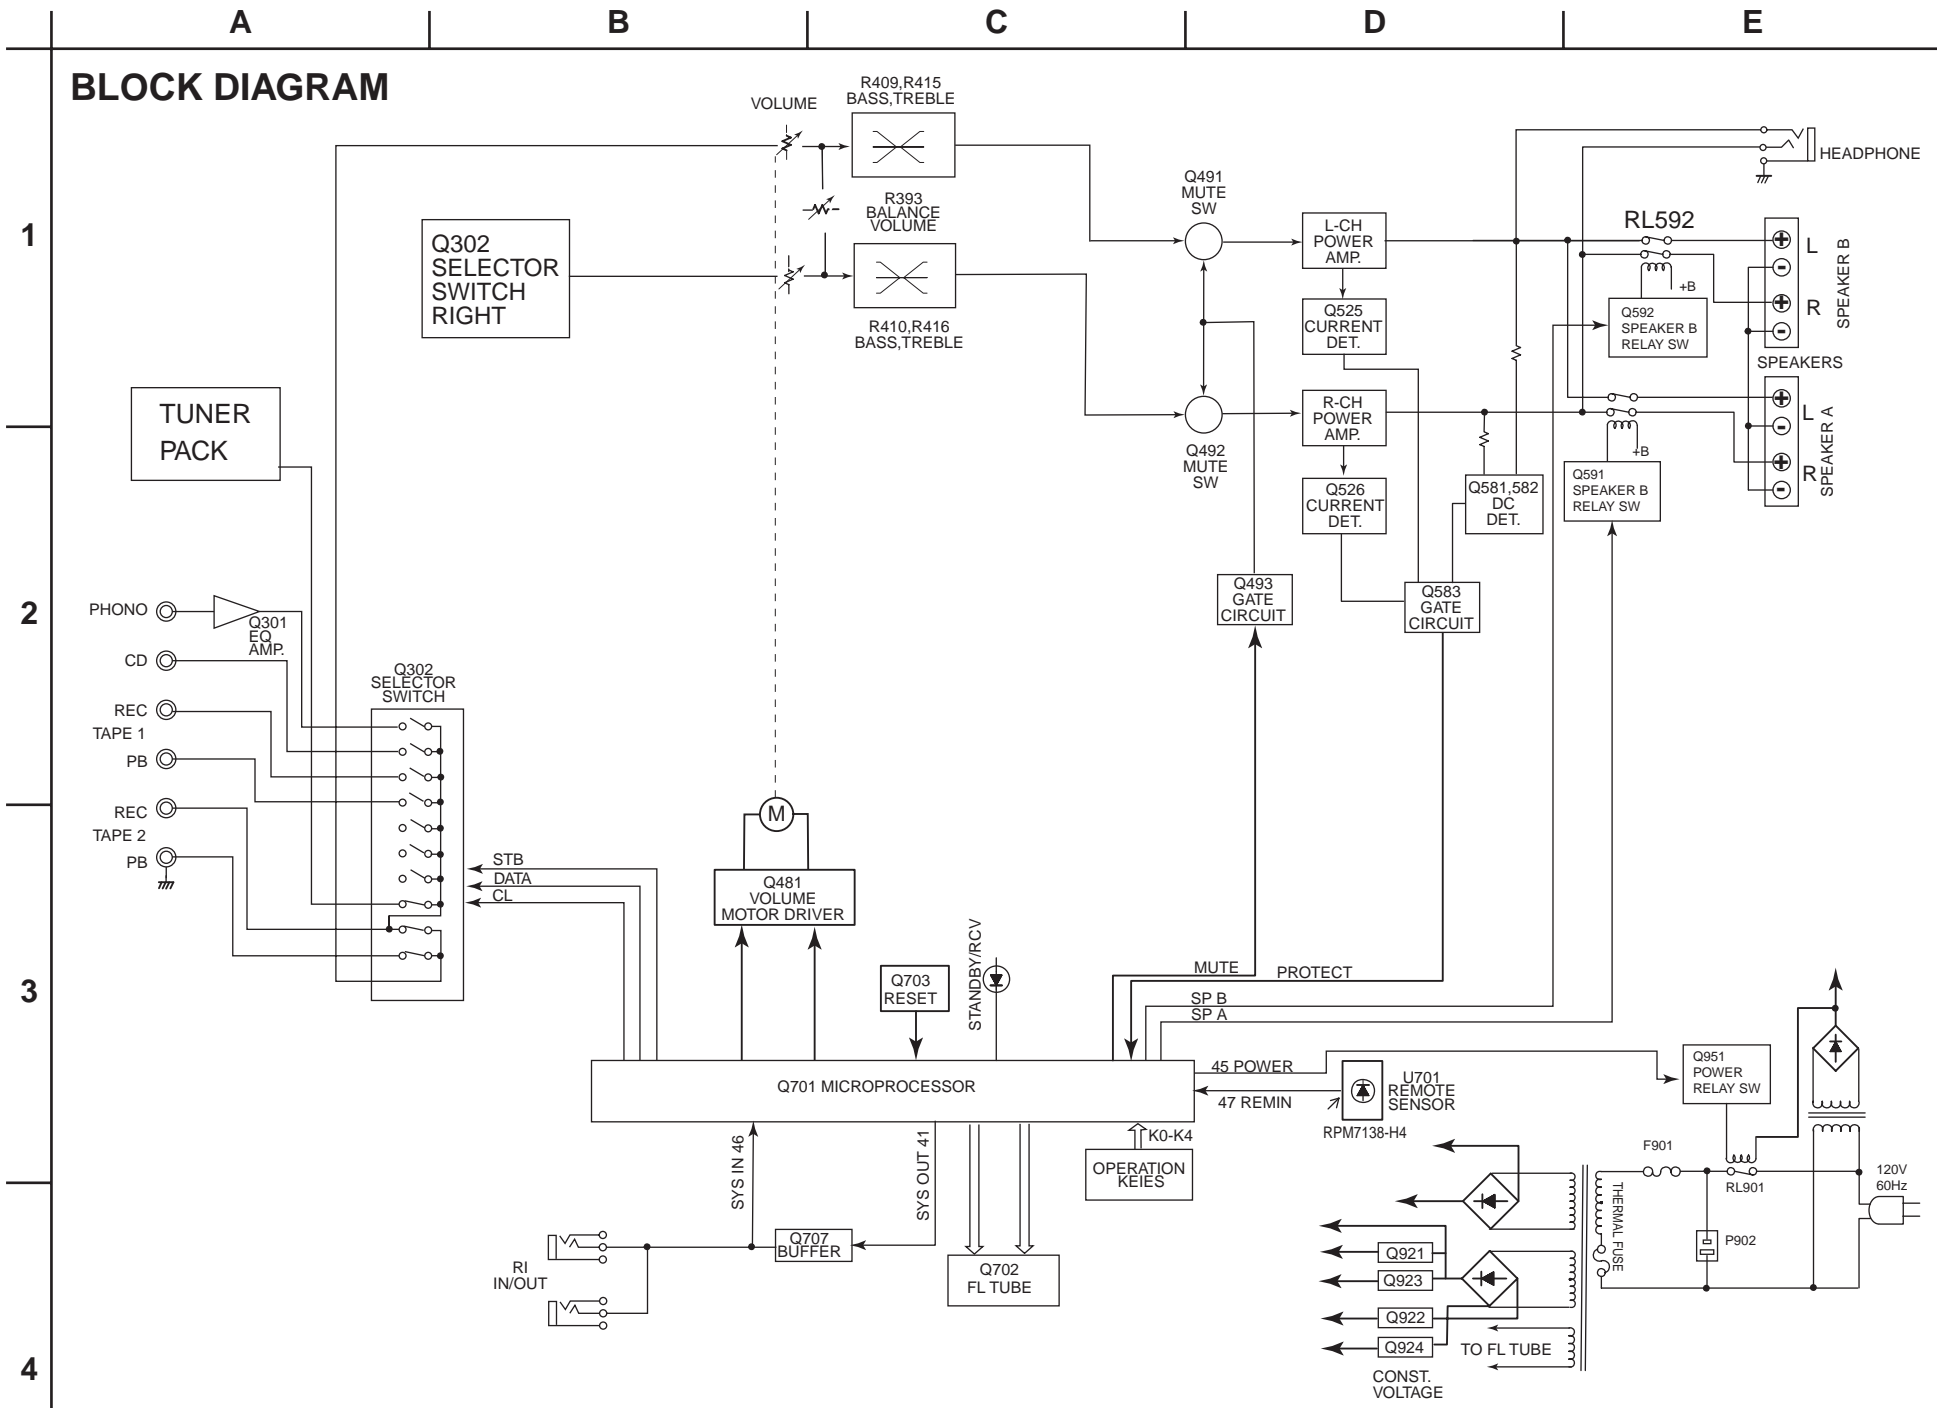 A B C D E
BLOCK DIAGRAM
1
2
3
4
VOLUME
R409,R415
BASS,TREBLE
R393
BALANCE
VOLUME
Q302
SELECTOR
SWITCH
RIGHT
R410,R416
BASS,TREBLE
Q491
MUTE
SW
L-CH
POWER
AMP.
Q525
CURRENT
DET.
R-CH
POWER
AMP.
Q492
MUTE
SW
Q526
CURRENT
DET.
Q581,582
DC
DET.
HEADPHONE
RL592
+B
Q592
SPEAKER B
RELAY SW
L
R
SPEAKER B
SPEAKERS
L
R
SPEAKER A
+B
Q591
SPEAKER B
RELAY SW
TUNER
PACK
Q493
GATE
CIRCUIT
Q583
GATE
CIRCUIT
PHONO
Q301
EQ
AMP.
CD
REC
TAPE 1
PB
REC
TAPE 2
PB
Q302
SELECTOR
SWITCH
M
STB
DATA
CL
Q481
VOLUME
MOTOR DRIVER
Q703
RESET
STANDBY/RCV
MUTE
PROTECT
SP B
SP A
Q701 MICROPROCESSOR
45 POWER
47 REMIN
U701
REMOTE
SENSOR
RPM7138-H4
Q951
POWER
RELAY SW
SYS IN 46
SYS OUT 41
K0-K4
OPERATION
KEIES
RI
IN/OUT
Q707
BUFFER
Q702
FL TUBE
F901
RL901
120V
60Hz
THERMAL FUSE
P902
Q921
Q923
Q922
Q924
TO FL TUBE
CONST.
VOLTAGE